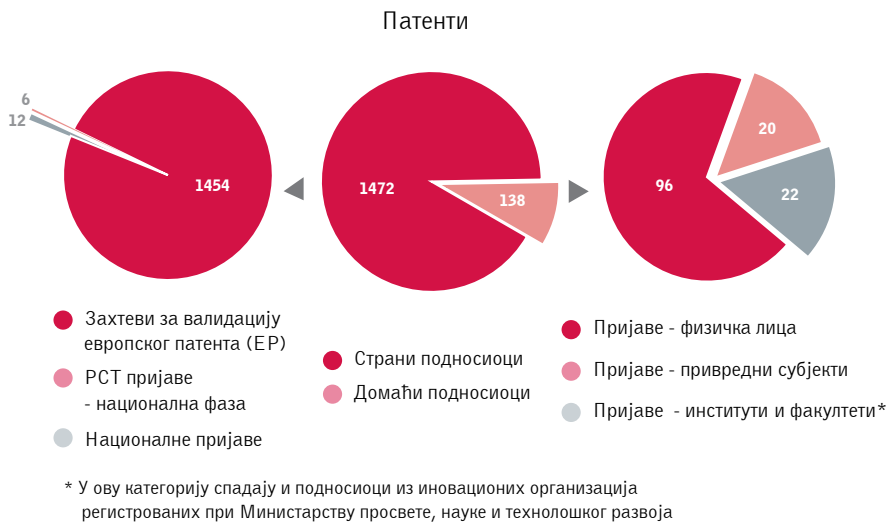 Патенти
6
12
1454
1472
138
96
20
22
Захтеви за валидацију
европског патента (ЕР)
РСТ пријаве
- национална фаза
Националне пријаве
Страни подносиоци
Домаћи подносиоци
Пријаве - физичка лица
Пријаве - привредни субјекти
Пријаве - институти и факултети*
* У ову категорију спадају и подносиоци из иновационих организација
регистрованих при Министарству просвете, науке и технолошког развоја